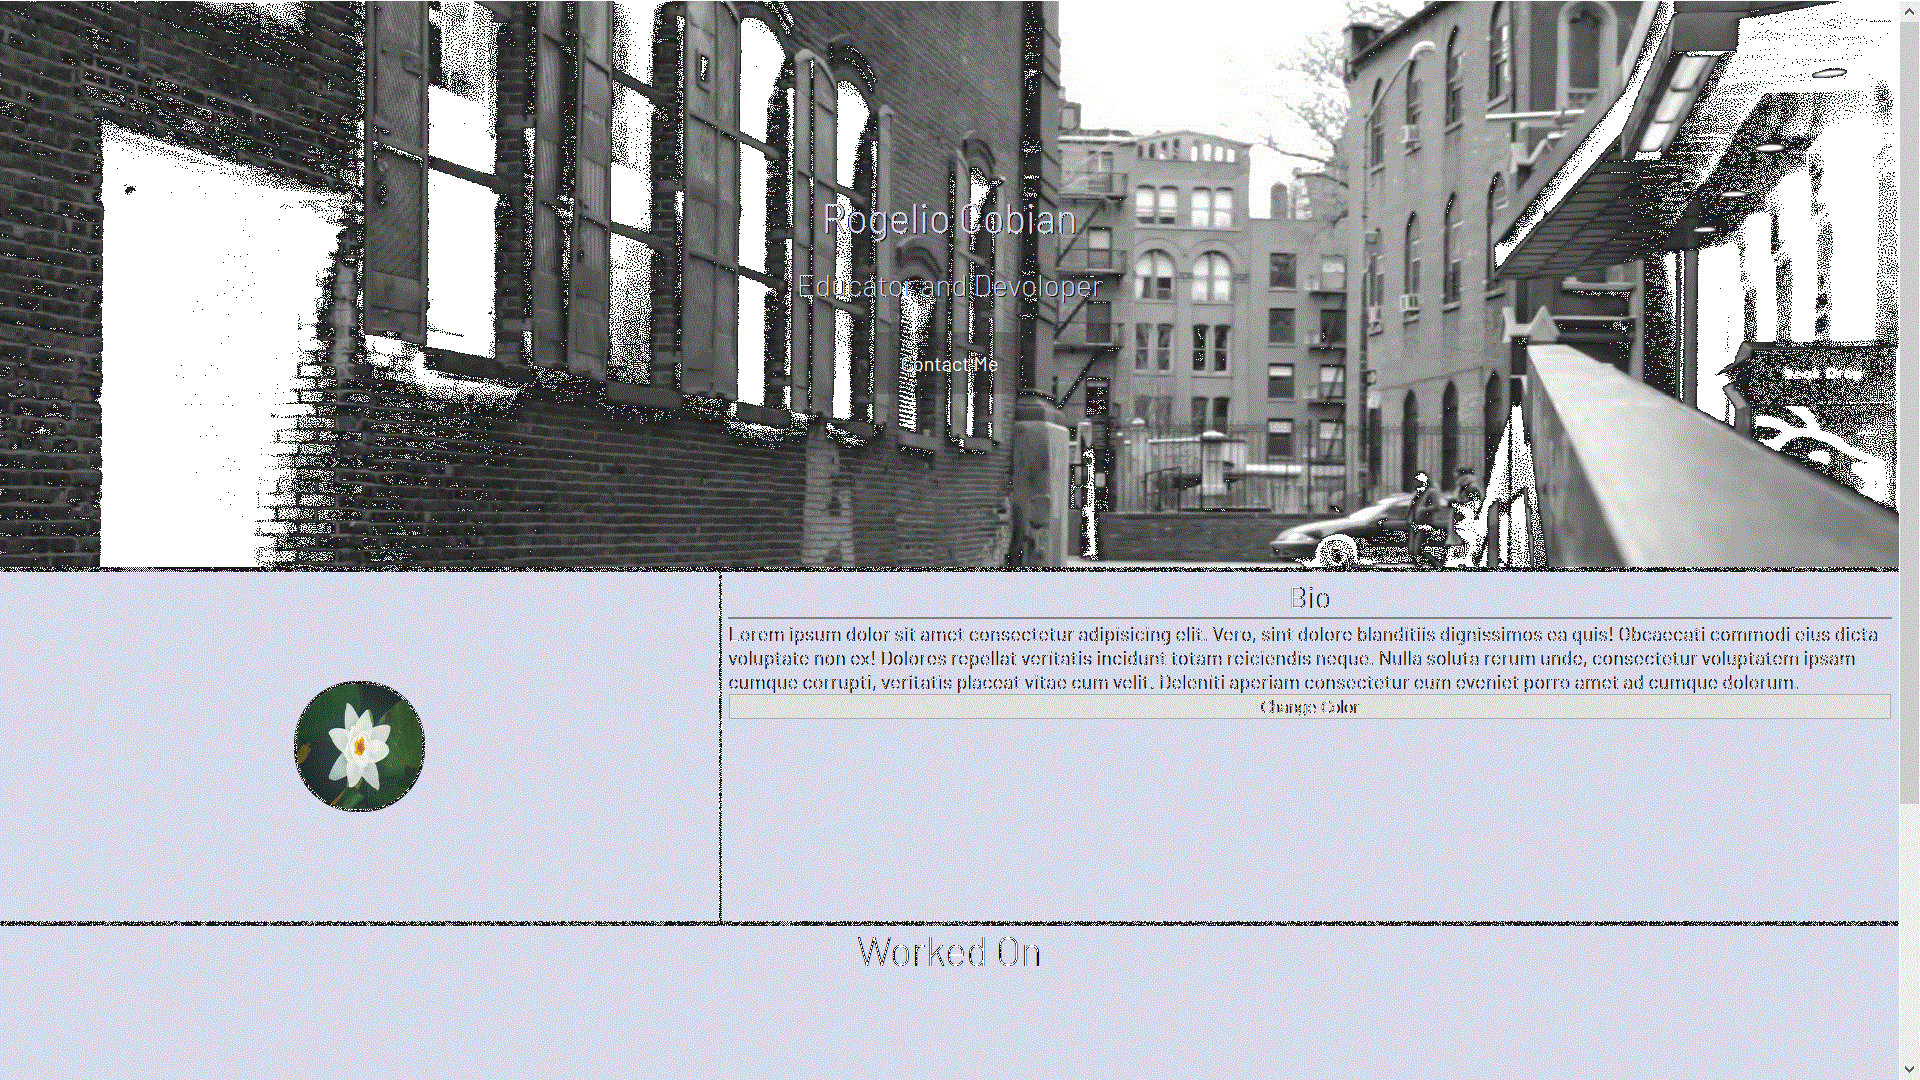 Rogelio Cobian
Educator and Developer
Contact Me
Bio
Lorem ipsum dolor sit amet consectetur adipisicing elit. Vero, sint dolore blanditiis dignissimos ea quis! Obcaecati commodi eius dicta
voluptate non ex! Dolores repellat veritatis incidunt totam reiciendis neque. Nulla soluta rerum unde, consectetur voluptatem ipsam
cumque corrupti, veritatis placeat vitae cum velit. Deleniti aperiam consectetur eum eveniet porro amet ad cumque dolorum.
Change Color
Worked On